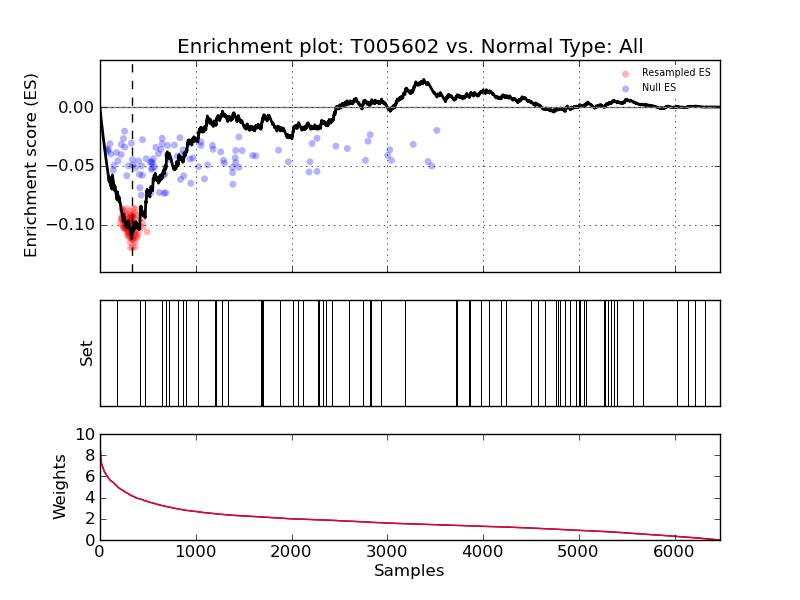 Enrichment plot: T005602 vs. Normal Type: All
Enrichment score (ES)
0.00
−0.05
−0.10
Resampled ES
Null ES
Set
Weights
10
8
6
4
2
0
0 1000 2000 3000 4000 5000 6000
Samples